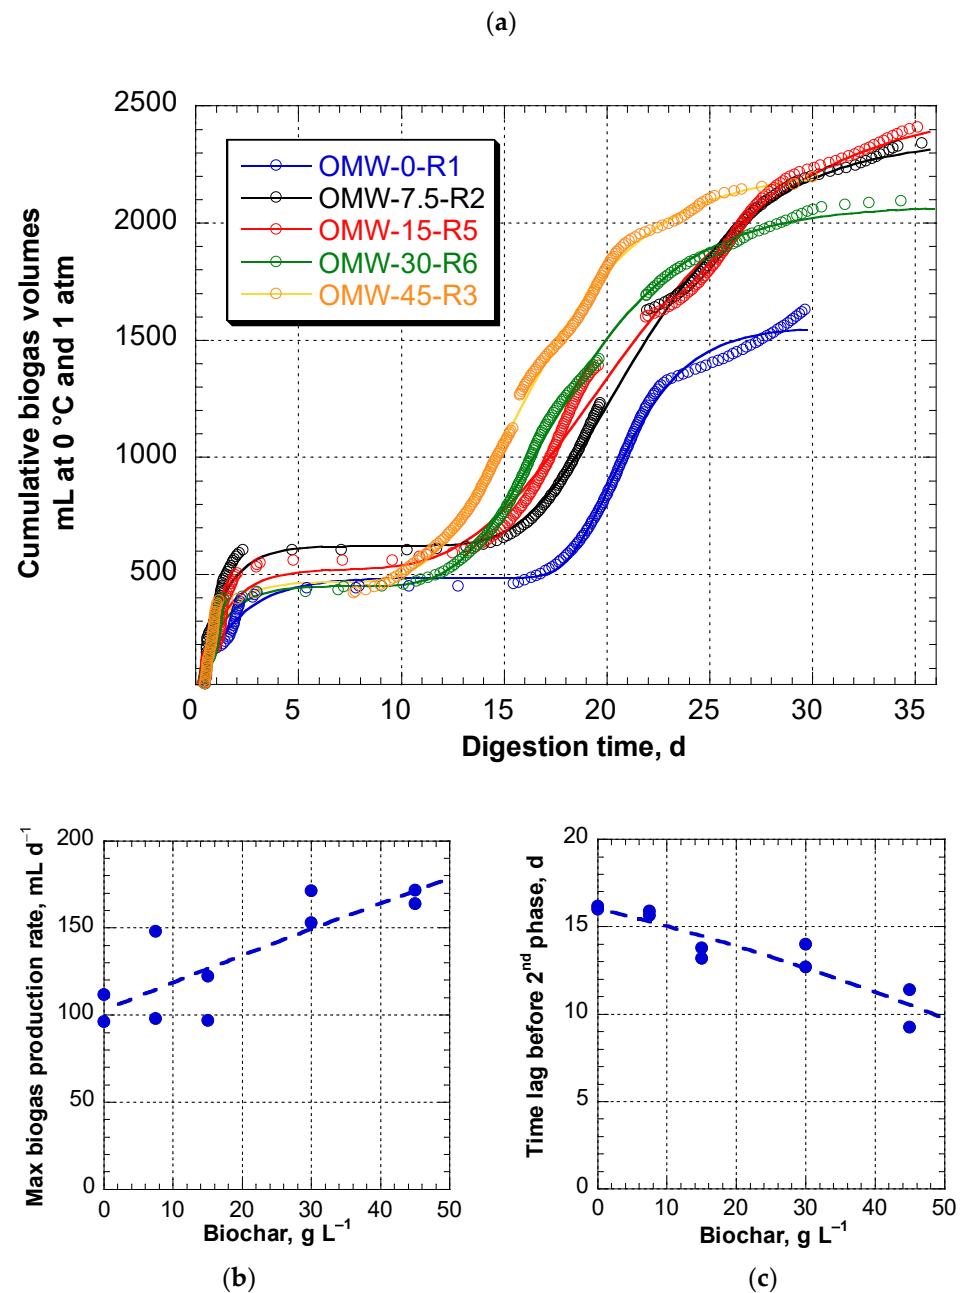 (a)
Cumulative biogas volumes
mL at 0 °C and 1 atm
2500
2000
1500
1000
500
OMW-0-R1
OMW-7.5-R2
OMW-15-R5
OMW-30-R6
OMW-45-R3
0 5 10 15 20 25 30 35
Digestion time, d
Max biogas production rate, mL d⁻¹
200
150
100
50
0
0 10 20 30 40 50
Biochar, g L⁻¹
(b)
Time lag before 2ⁿᵈ phase, d
20
15
10
5
0
0 10 20 30 40 50
Biochar, g L⁻¹
(c)